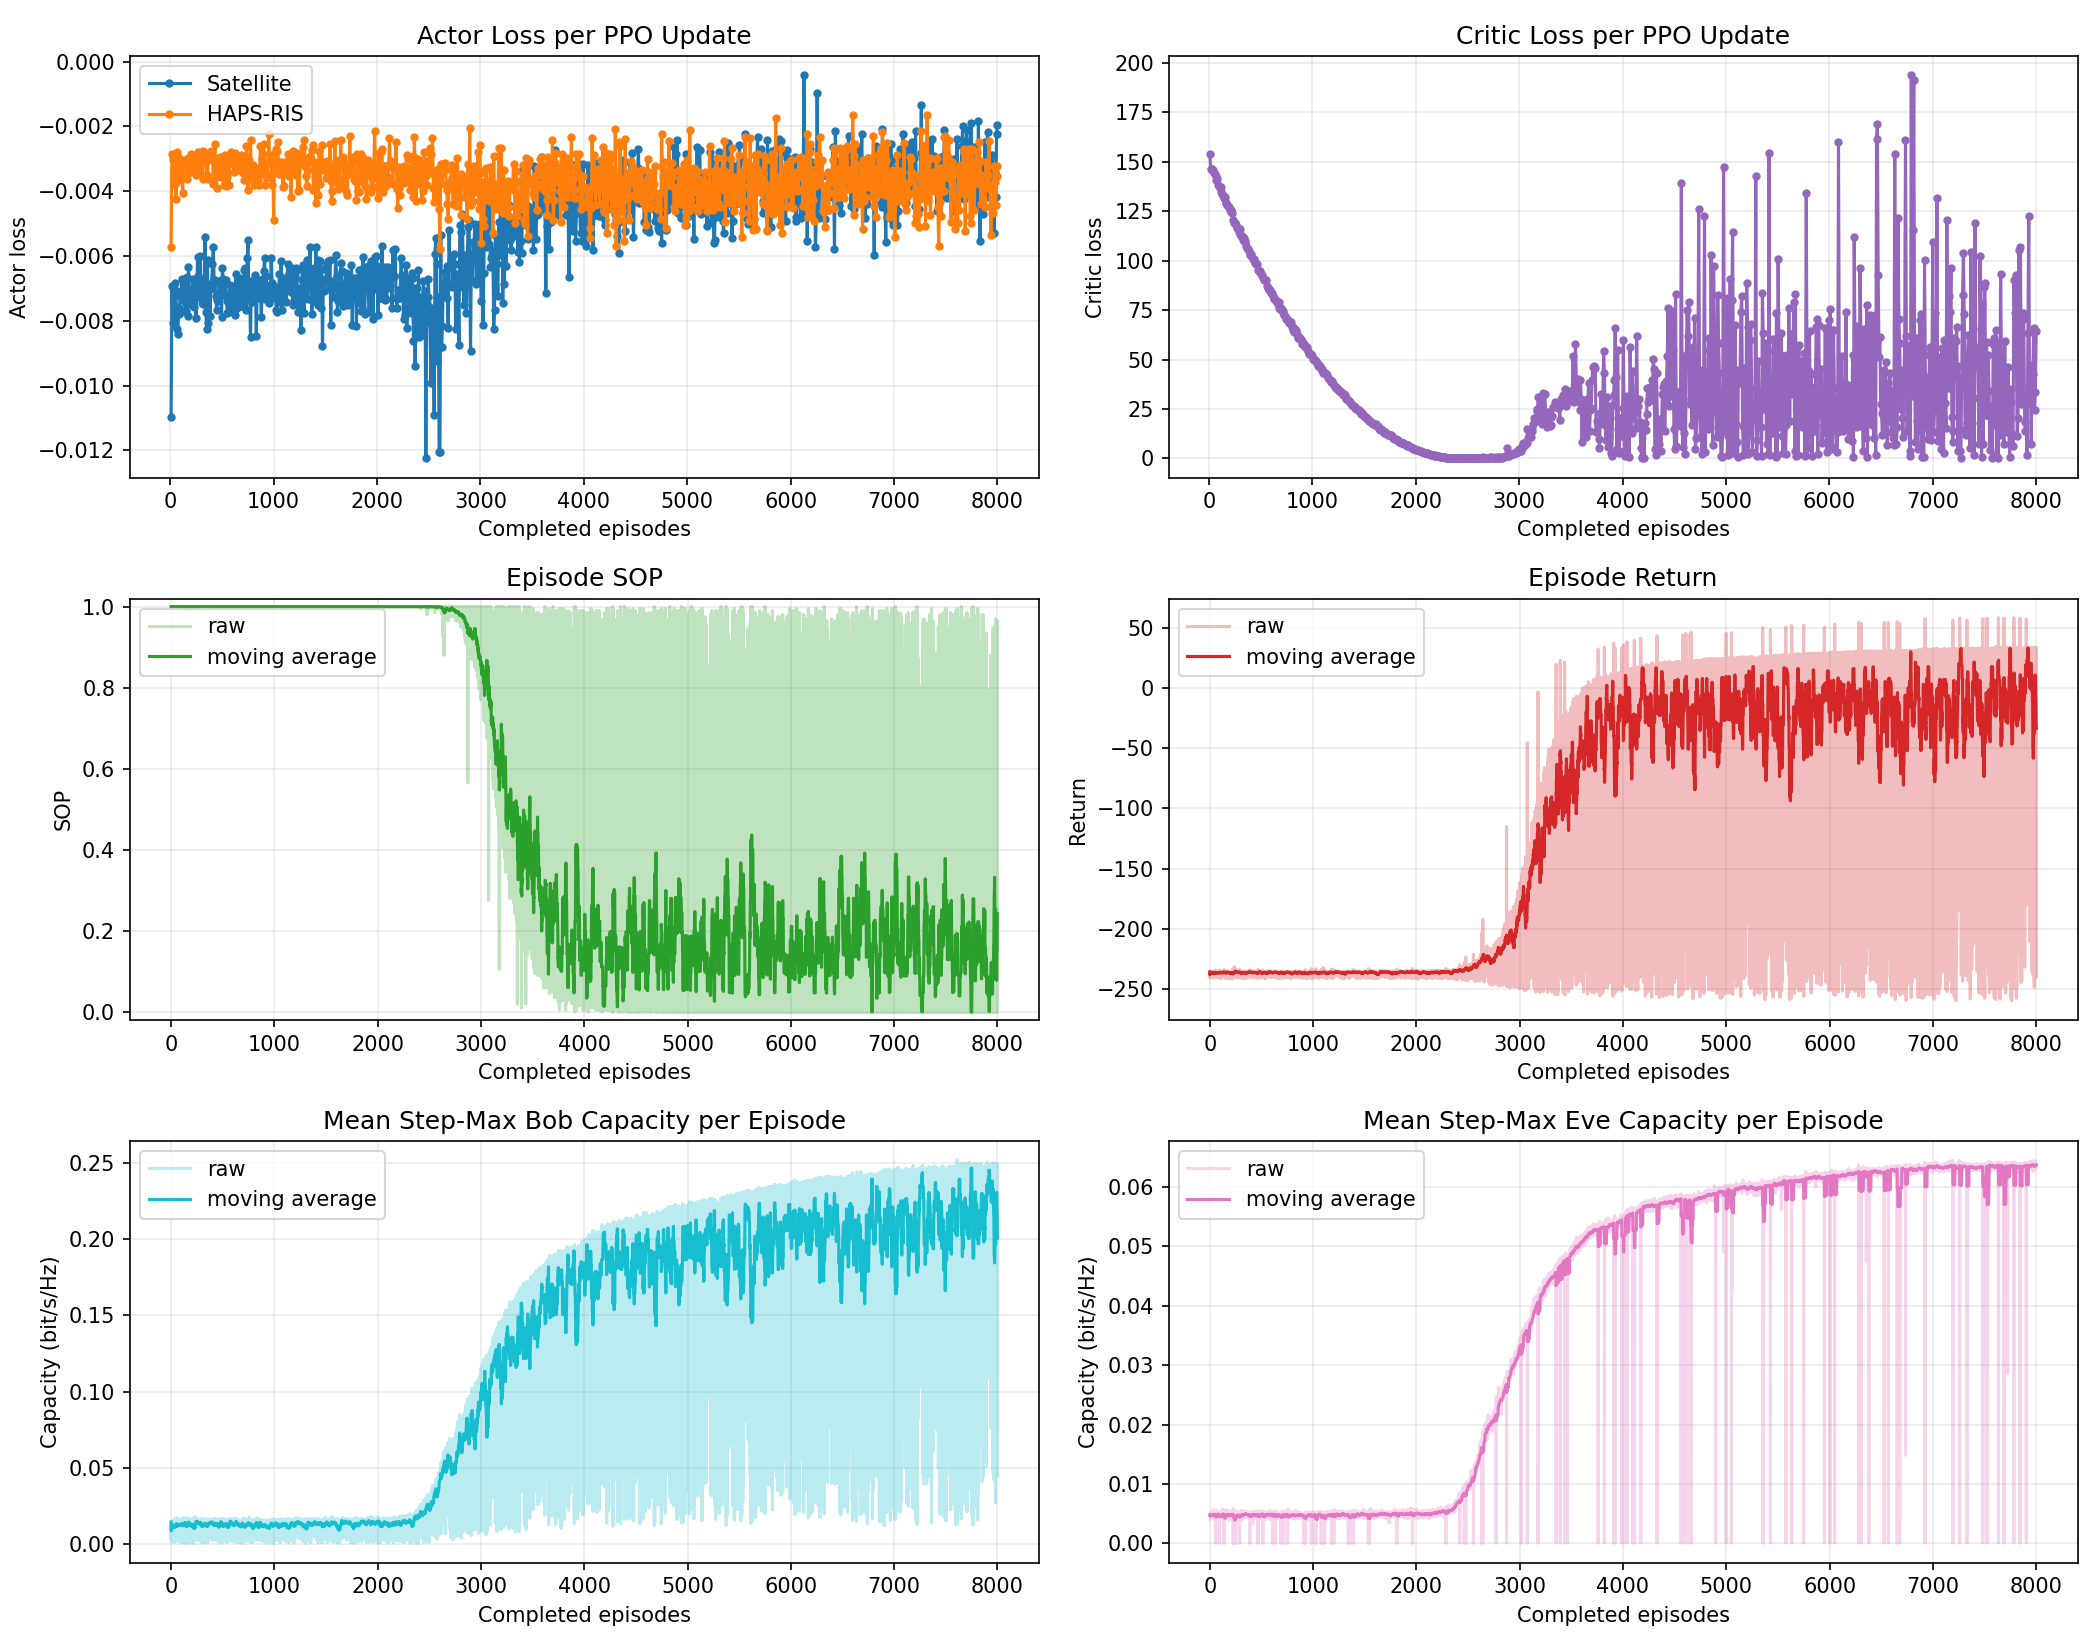 Actor Loss per PPO Update
0.000
−0.002
−0.004
−0.006
−0.008
−0.010
−0.012
Actor loss
Satellite
HAPS-RIS
0 1000 2000 3000 4000 5000 6000 7000 8000
Completed episodes
Critic Loss per PPO Update
200
175
150
125
100
75
50
25
0
Critic loss
0 1000 2000 3000 4000 5000 6000 7000 8000
Completed episodes
Episode SOP
1.0
0.8
0.6
0.4
0.2
0.0
SOP
raw
moving average
0 1000 2000 3000 4000 5000 6000 7000 8000
Completed episodes
Episode Return
50
0
−50
−100
−150
−200
−250
Return
raw
moving average
0 1000 2000 3000 4000 5000 6000 7000 8000
Completed episodes
Mean Step-Max Bob Capacity per Episode
0.25
0.20
0.15
0.10
0.05
0.00
Capacity (bit/s/Hz)
raw
moving average
0 1000 2000 3000 4000 5000 6000 7000 8000
Completed episodes
Mean Step-Max Eve Capacity per Episode
0.06
0.05
0.04
0.03
0.02
0.01
0.00
Capacity (bit/s/Hz)
raw
moving average
0 1000 2000 3000 4000 5000 6000 7000 8000
Completed episodes